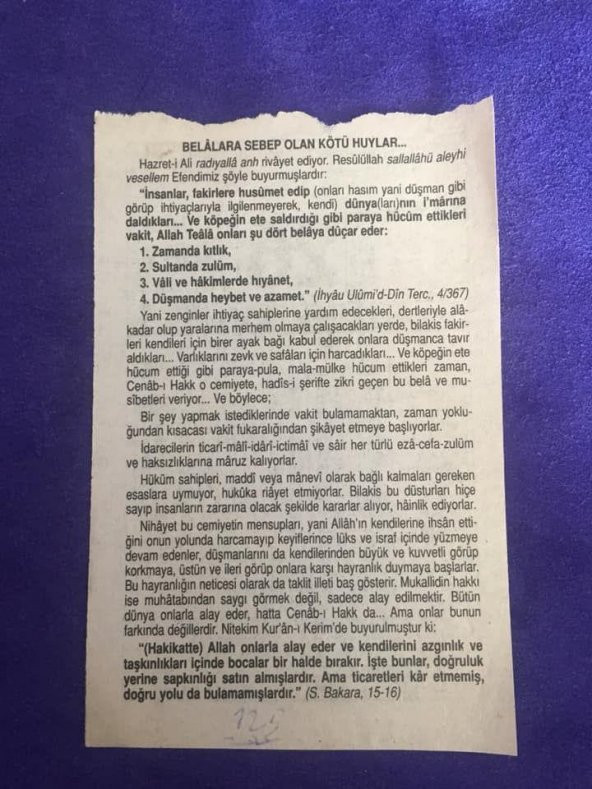 BELÂLARA SEBEP OLAN KÖTÜ HUYLAR...
Hazret-i Ali radıyallâ anh rivâyet ediyor. Resûlüllah sallallâhü aleyhi
vesellem Efendimiz şöyle buyurmuşlardır:
“İnsanlar, fakirlere husûmet edip (onları hasım yani düşman gibi
görüp ihtiyaçlarıyla ilgilenmeyerek, kendi) dünya(ları)nın i’mârına
daldıkları... Ve köpeğin ete saldırdığı gibi paraya hücûm ettikleri
vakit, Allah Teâlâ onları şu dört belâya dûçar eder:
1. Zamanda kıtlık,
2. Sultanda zulüm,
3. Vâli ve hâkimlerde hıyânet,
4. Düşmanda heybet ve azamet.” (İhyâu Ulûmi’d-Dîn Terc., 4/367)
Yani zenginler ihtiyaç sahiplerine yardım edecekleri, dertleriyle alâ-
kadar olup yaralarına merhem olmaya çalışacakları yerde, bilakis fakir-
leri kendileri için birer ayak bağı kabul ederek onlara düşmanca tavır
aldıkları... Varlıklarını zevk ve safâları için harcadıkları... Ve köpeğin ete
hücum ettiği gibi paraya-pula, mala-mülke hücum ettikleri zaman,
Cenâb-ı Hakk o cemiyete, hadîs-i şerifte zikri geçen bu belâ ve mu-
sîbetleri veriyor... Ve böylece;
Bir şey yapmak istediklerinde vakit bulamamaktan, zaman yoklu-
ğundan kısacası vakit fukaralığından şikâyet etmeye başlıyorlar.
İdarecilerin ticarî-mâlî-idârî-ictimaî ve sâir her türlü ezâ-cefa-zulüm
ve haksızlıklarına mâruz kalıyorlar.
Hüküm sahipleri, maddî veya mânevî olarak bağlı kalmaları gereken
esaslara uymuyor, hukûka riâyet etmiyorlar. Bilakis bu düsturları hiçe
sayıp insanların zararına olacak şekilde kararlar alıyor, hâinlik ediyorlar.
Nihâyet bu cemiyetin mensupları, yani Allâh’ın kendilerine ihsân etti-
ğini onun yolunda harcamayıp keyiflerince lüks ve israf içinde yüzmeye
devam edenler, düşmanlarını da kendilerinden büyük ve kuvvetli görüp
korkmaya, üstün ve ileri görüp onlara karşı hayranlık duymaya başlarlar.
Bu hayranlığın neticesi olarak da taklit illeti baş gösterir. Mukallidin hakkı
ise muhâtabından saygı görmek değil, sadece alay edilmektir. Bütün
dünya onlarla alay eder, hatta Cenâb-ı Hakk da... Ama onlar bunun
farkında değillerdir. Nitekim Kur’ân-ı Kerim’de buyurulmuştur ki:
“(Hakikatte) Allah onlarla alay eder ve kendilerini azgınlık ve
taşkınlıkları içinde bocalar bir halde bırakır. İşte bunlar, doğruluk
yerine sapkınlığı satın almışlardır. Ama ticaretleri kâr etmemiş,
doğru yolu da bulamamışlardır.” (S. Bakara, 15-16)